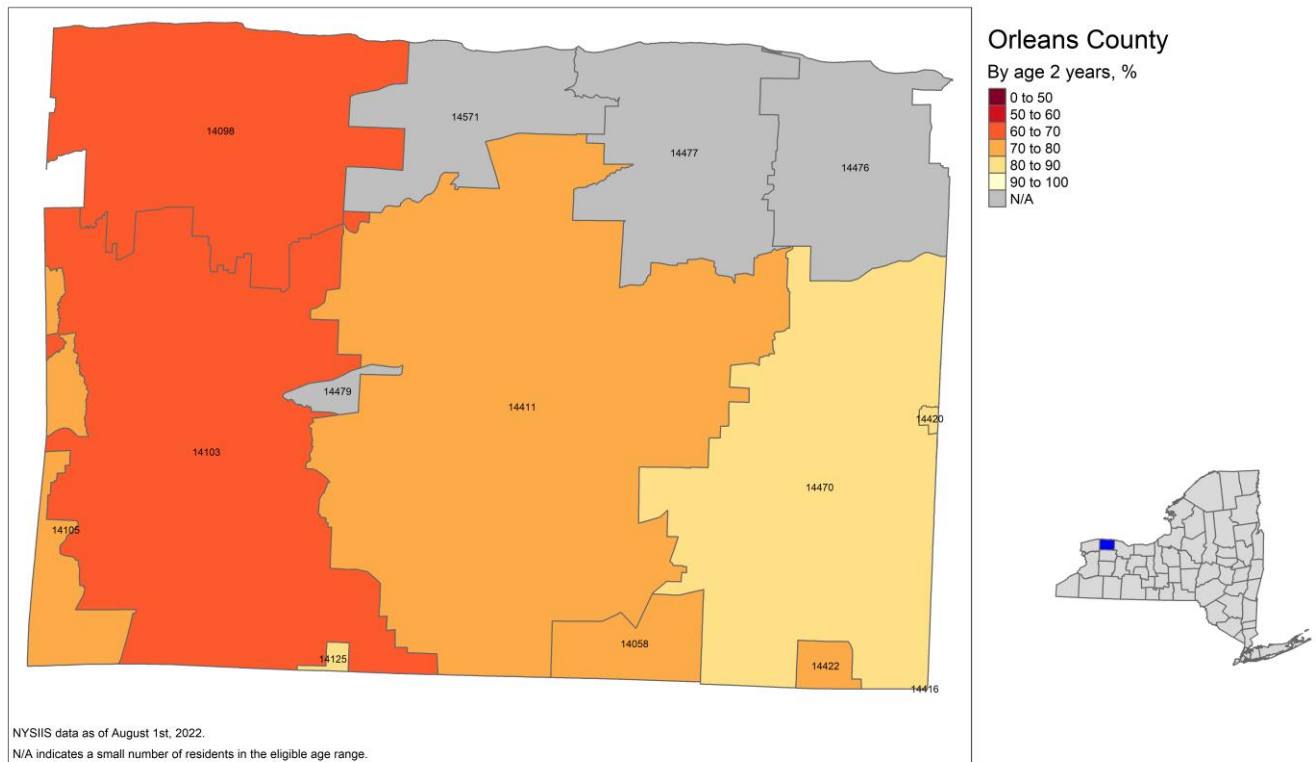 Orleans County
By age 2 years, %
0 to 50
50 to 60
60 to 70
70 to 80
80 to 90
90 to 100
N/A
14098
14571
14477
14476
14479
14411
14420
14103
14470
14105
14058
14125
14422
14416
NYSIIS data as of August 1st, 2022.
N/A indicates a small number of residents in the eligible age range.